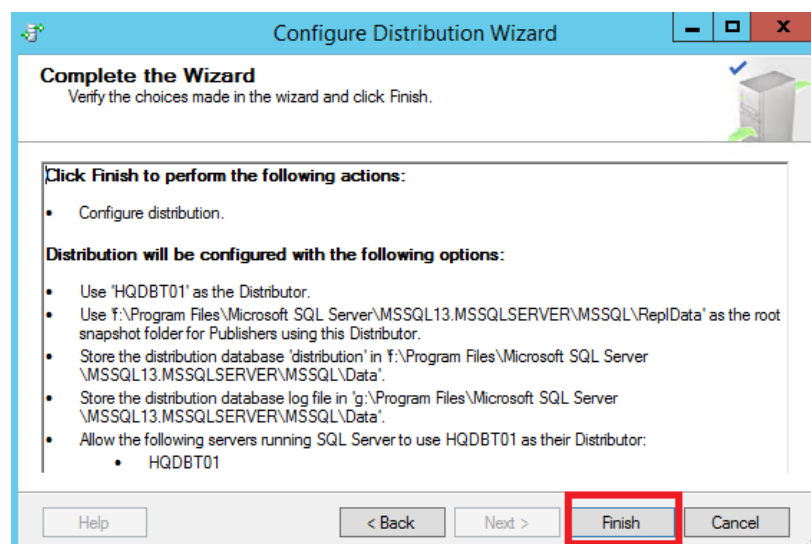 Configure Distribution Wizard
Complete the Wizard
Verify the choices made in the wizard and click Finish.
Click Finish to perform the following actions:
• Configure distribution.
Distribution will be configured with the following options:
• Use 'HQDBT01' as the Distributor.
• Use 'f:\Program Files\Microsoft SQL Server\MSSQL13.MSSQLSERVER\MSSQL\ReplData' as the root
snapshot folder for Publishers using this Distributor.
• Store the distribution database 'distribution' in 'f:\Program Files\Microsoft SQL Server
\MSSQL13.MSSQLSERVER\MSSQL\Data'.
• Store the distribution database log file in 'g:\Program Files\Microsoft SQL Server
\MSSQL13.MSSQLSERVER\MSSQL\Data'.
• Allow the following servers running SQL Server to use HQDBT01 as their Distributor:
• HQDBT01
Help < Back Next > Finish Cancel